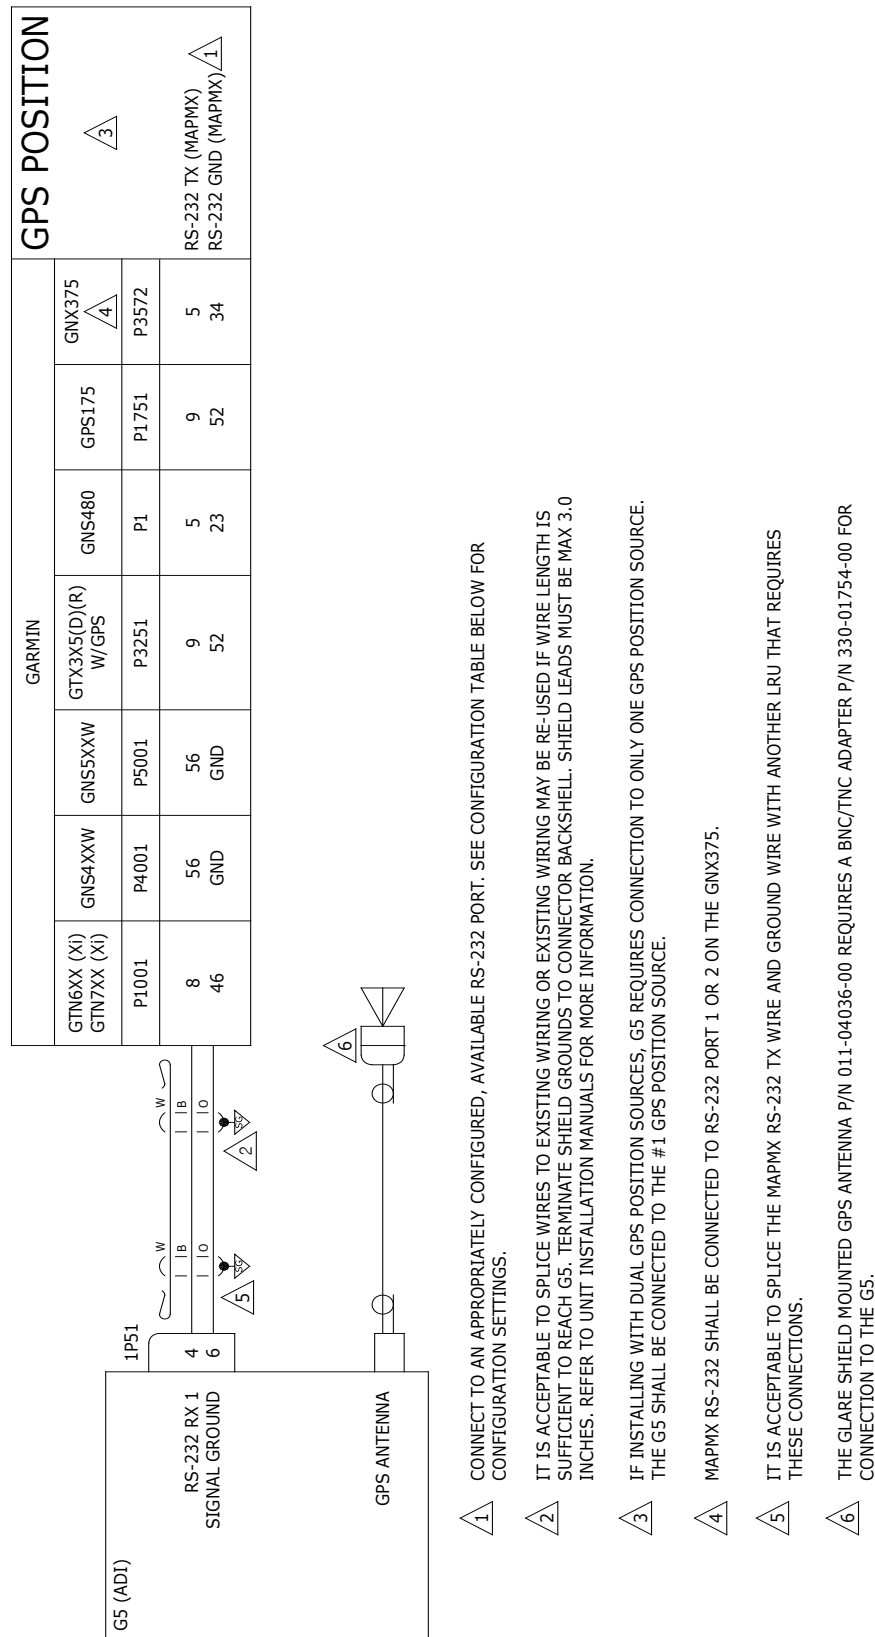 GARMIN
GPS POSITION
GTN6XX (Xi)
GTN7XX (Xi)
GNS4XXW
GNS5XXW
GTX3X5(D)(R)
W/GPS
GNS480
GPS175
GNX375
4
3
P1001
P4001
P5001
P3251
P1
P1751
P3572
8
46
56
GND
56
GND
9
52
5
23
9
52
5
34
RS-232 TX (MAPMX)
RS-232 GND (MAPMX)
1
G5 (ADI)
1P51
RS-232 RX 1
4
SIGNAL GROUND
6
W
B
O
SG
5
W
B
O
SG
2
GPS ANTENNA
6
1
CONNECT TO AN APPROPRIATELY CONFIGURED, AVAILABLE RS-232 PORT. SEE CONFIGURATION TABLE BELOW FOR
CONFIGURATION SETTINGS.
2
IT IS ACCEPTABLE TO SPLICE WIRES TO EXISTING WIRING OR EXISTING WIRING MAY BE RE-USED IF WIRE LENGTH IS
SUFFICIENT TO REACH G5. TERMINATE SHIELD GROUNDS TO CONNECTOR BACKSHELL. SHIELD LEADS MUST BE MAX 3.0
INCHES. REFER TO UNIT INSTALLATION MANUALS FOR MORE INFORMATION.
3
IF INSTALLING WITH DUAL GPS POSITION SOURCES, G5 REQUIRES CONNECTION TO ONLY ONE GPS POSITION SOURCE.
THE G5 SHALL BE CONNECTED TO THE #1 GPS POSITION SOURCE.
4
MAPMX RS-232 SHALL BE CONNECTED TO RS-232 PORT 1 OR 2 ON THE GNX375.
5
IT IS ACCEPTABLE TO SPLICE THE MAPMX RS-232 TX WIRE AND GROUND WIRE WITH ANOTHER LRU THAT REQUIRES
THESE CONNECTIONS.
6
THE GLARE SHIELD MOUNTED GPS ANTENNA P/N 011-04036-00 REQUIRES A BNC/TNC ADAPTER P/N 330-01754-00 FOR
CONNECTION TO THE G5.